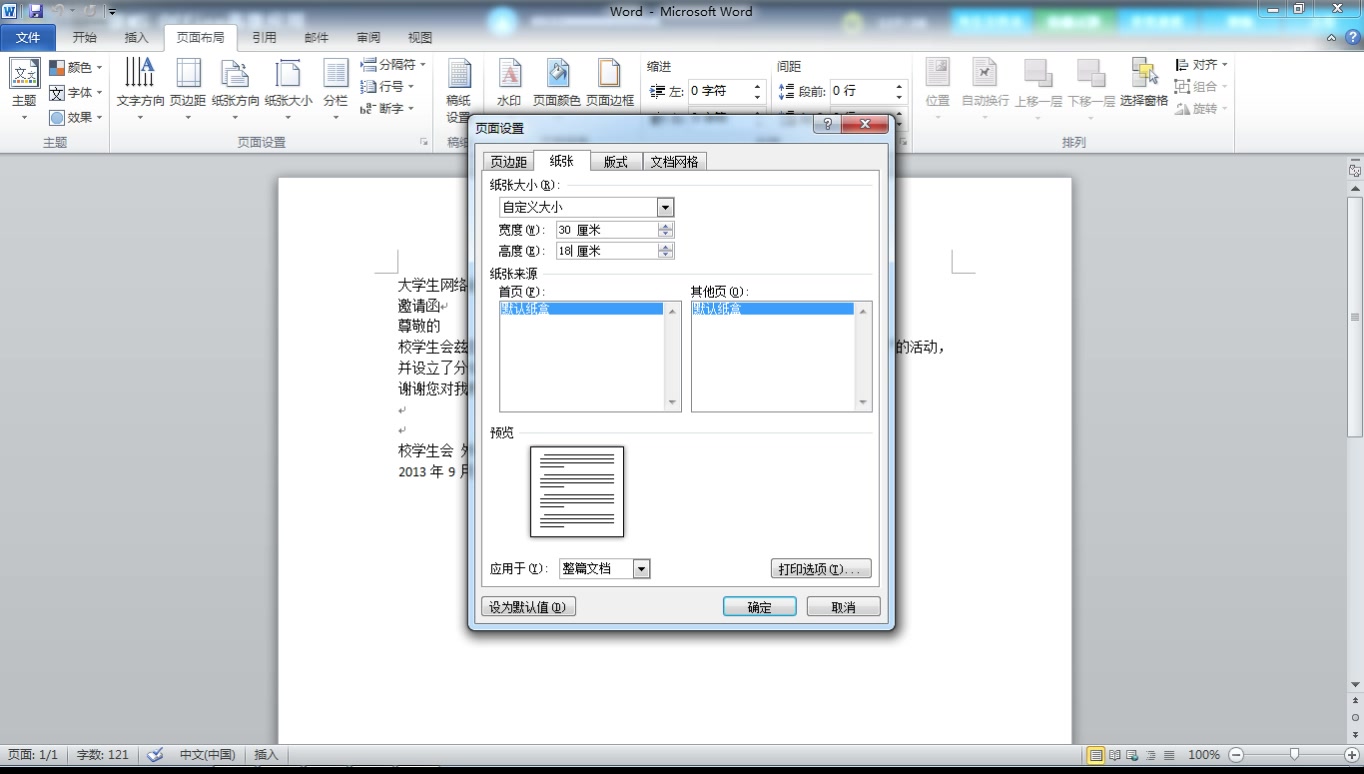 Word - Microsoft Word
文件 开始 插入 页面布局 引用 邮件 审阅 视图
颜色 分隔符 缩进 间距 对齐
字体 行号 左: 0 字符 段前: 0 行 组合
主题 文字方向 页边距 纸张方向 纸张大小 分栏 稿纸 水印 页面颜色 页面边框 位置 自动换行 上移一层 下移一层 选择窗格
效果 断字 设置 旋转
主题 页面设置 稿纸 排列
页面设置
页边距 纸张 版式 文档网格
纸张大小(R):
自定义大小
宽度(W): 30 厘米
高度(E): 18 厘米
纸张来源
首页(F): 其他页(O):
默认纸盒 默认纸盒
预览
应用于(Y): 整篇文档 打印选项(T)...
设为默认值(D) 确定 取消
大学生网络
邀请函
尊敬的
校学生会兹 的活动，
并设立了分
谢谢您对我
校学生会
2013 年 9 月
页面: 1/1 字数: 121 中文(中国) 插入 100%